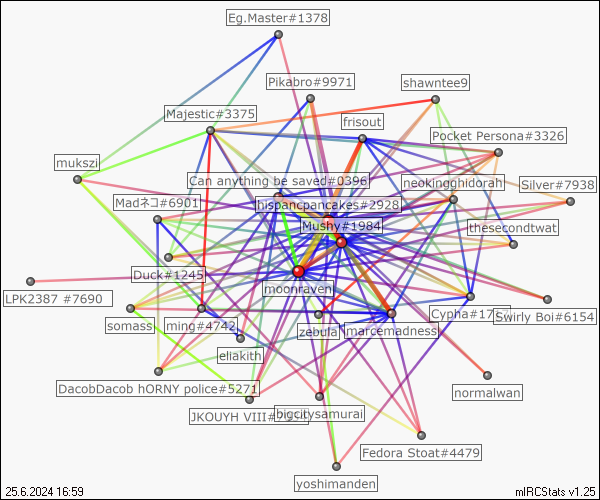 Eg.Master#1378
Pikabro#9971
shawntee9
Majestic#3375
frisout
Pocket Persona#3326
mukszi
Can anything be saved#0396
neokingghidorah
Silver#7938
Madネコ#6901
hispancpancakes#2928
Mushy#1984
thesecondtwat
Duck#1245
moonraven
LPK2387 #7690
Cypha#17
Swirly Boi#6154
somass
ming#4742
zebula
marcemadness
eliakith
DacobDacob hORNY police#5271
normalwan
JKOUYH VIII#
bigcitysamurai
Fedora Stoat#4479
yoshimanden
25.6.2024 16:59
mIRCStats v1.25